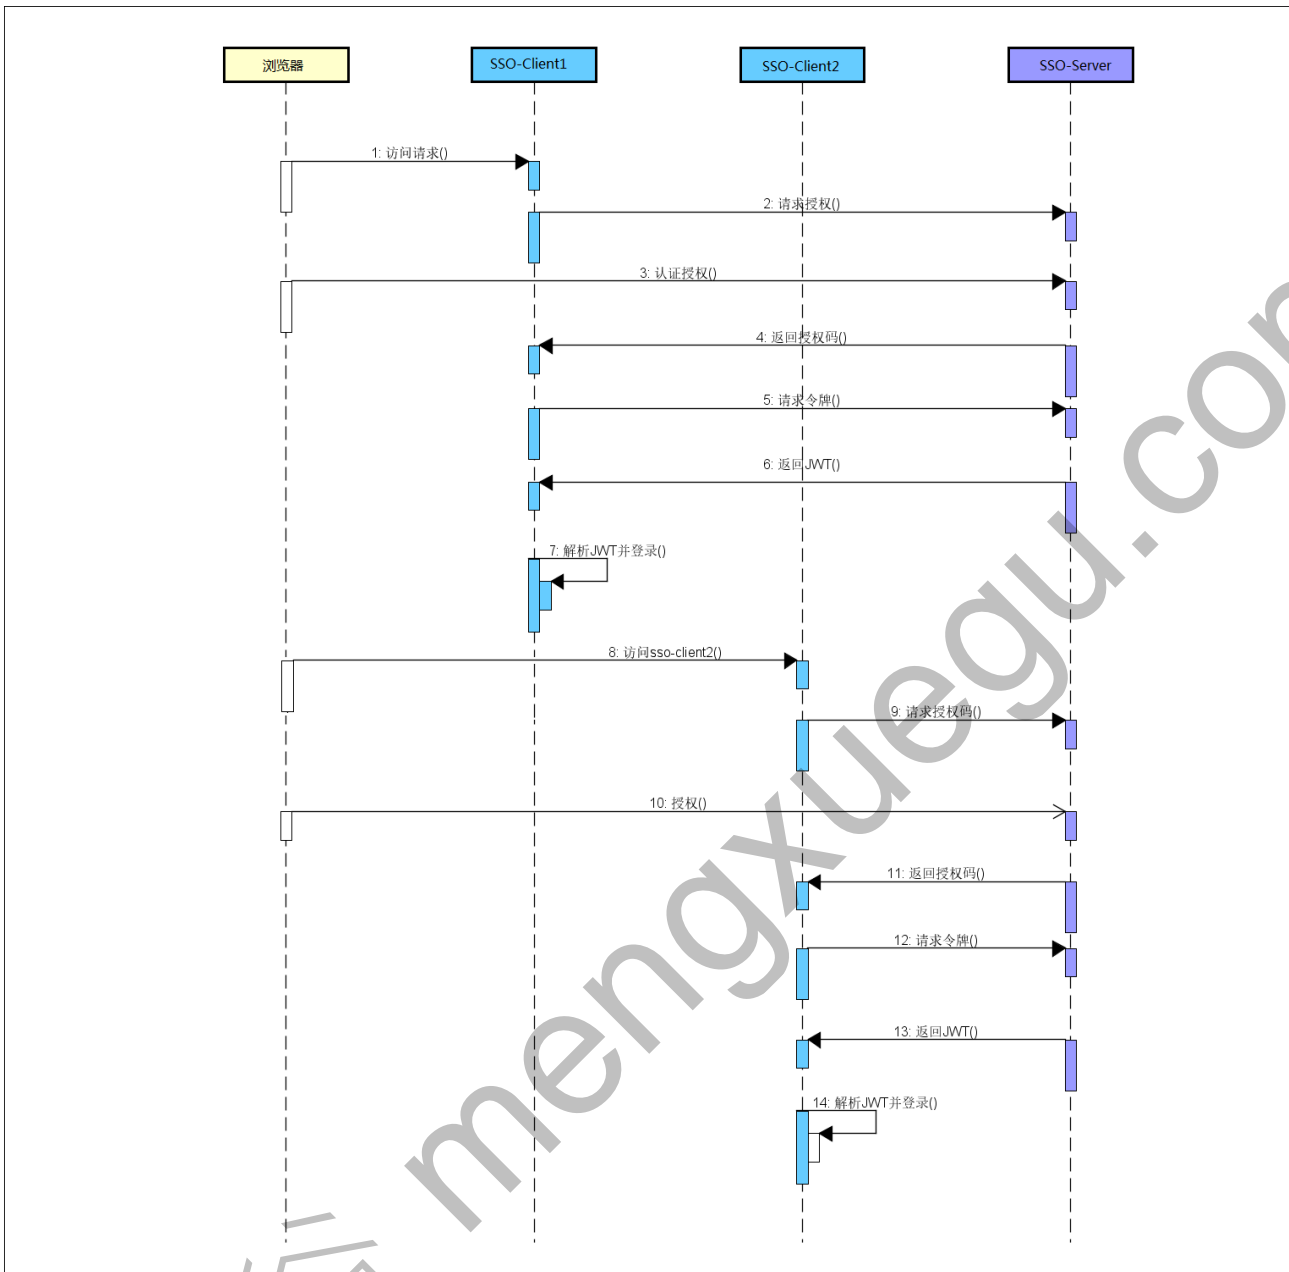 浏览器
SSO-Client1
SSO-Client2
SSO-Server
1: 访问请求()
2: 请求授权()
3: 认证授权()
4: 返回授权码()
5: 请求令牌()
6: 返回JWT()
7: 解析JWT并登录()
8: 访问sso-client2()
9: 请求授权码()
10: 授权()
11: 返回授权码()
12: 请求令牌()
13: 返回JWT()
14: 解析JWT并登录()
mengxuegu.com